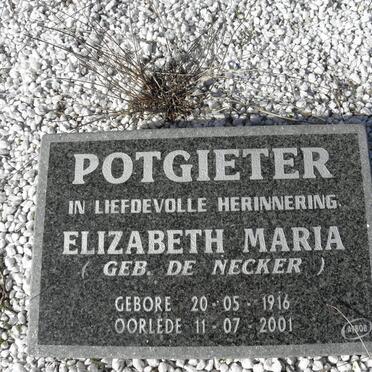 POTGIETER
IN LIEFDEVOLLE HERINNERING
ELIZABETH MARIA
( GEB. DE NECKER )
GEBORE 20-05-1916
OORLEDE 11-07-2001